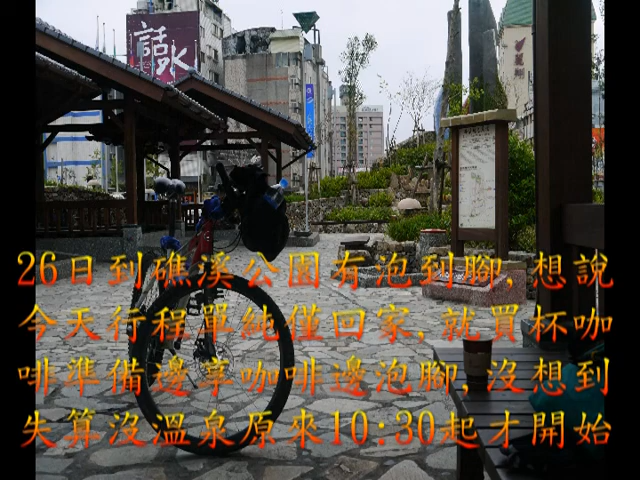 話水
26日到礁溪公園有泡到腳,想說
今天行程單純僅回家,就買杯咖
啡準備邊享咖啡邊泡腳,沒想到
失算沒溫泉原來10:30起才開始